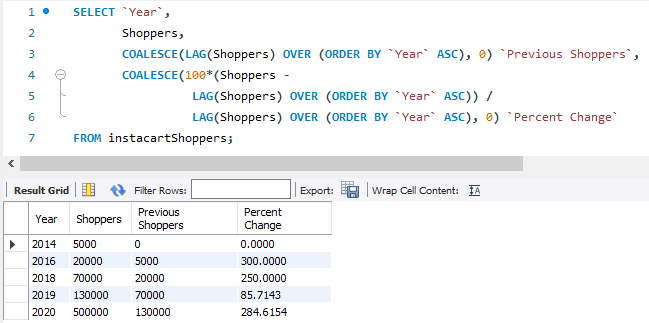 1 SELECT `Year`,
2 Shoppers,
3 COALESCE(LAG(Shoppers) OVER (ORDER BY `Year` ASC), 0) `Previous Shoppers`,
4 COALESCE(100*(Shoppers -
5 LAG(Shoppers) OVER (ORDER BY `Year` ASC)) /
6 LAG(Shoppers) OVER (ORDER BY `Year` ASC), 0) `Percent Change`
7 FROM instacartShoppers;
Result Grid Filter Rows: Export: Wrap Cell Content: IA
Year Shoppers Previous Shoppers Percent Change
2014 5000 0 0.0000
2016 20000 5000 300.0000
2018 70000 20000 250.0000
2019 130000 70000 85.7143
2020 500000 130000 284.6154